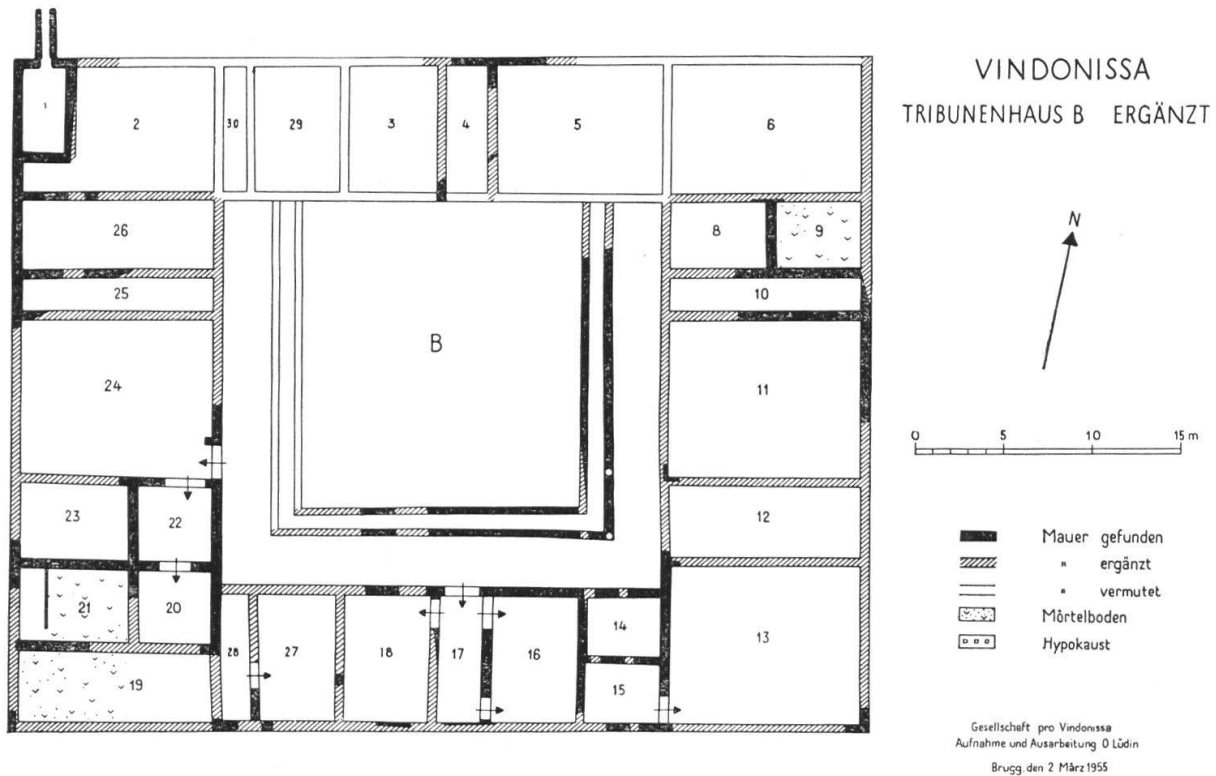 VINDONISSA
TRIBUNENHAUS B ERGÄNZT
1
2
30
29
3
4
5
6
26
8
9
25
10
B
24
11
23
22
12
21
20
14
13
28
27
18
17
16
19
15
N
0 5 10 15 m
Mauer gefunden
" ergänzt
" vermutet
Mörtelboden
Hypokaust
Gesellschaft pro Vindonissa
Aufnahme und Ausarbeitung O Lüdin
Brugg, den 2 März 1955